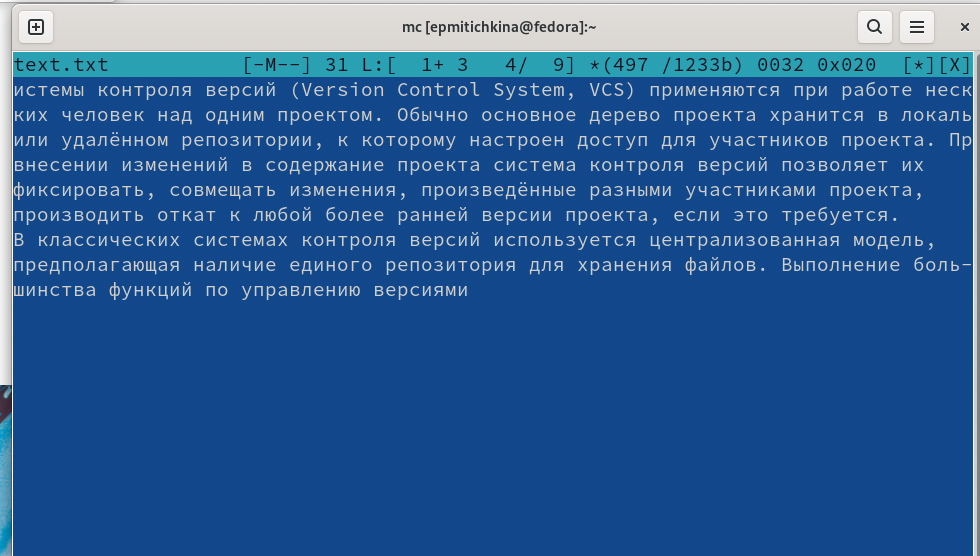 mc [epmitichkina@fedora]:~
×
text.txt [-M--] 31 L:[ 1+ 3 4/ 9] *(497 /1233b) 0032 0x020 [*][X]
истемы контроля версий (Version Control System, VCS) применяются при работе неск
ких человек над одним проектом. Обычно основное дерево проекта хранится в локаль
или удалённом репозитории, к которому настроен доступ для участников проекта. Пр
внесении изменений в содержание проекта система контроля версий позволяет их
фиксировать, совмещать изменения, произведённые разными участниками проекта,
производить откат к любой более ранней версии проекта, если это требуется.
В классических системах контроля версий используется централизованная модель,
предполагающая наличие единого репозитория для хранения файлов. Выполнение боль-
шинства функций по управлению версиями